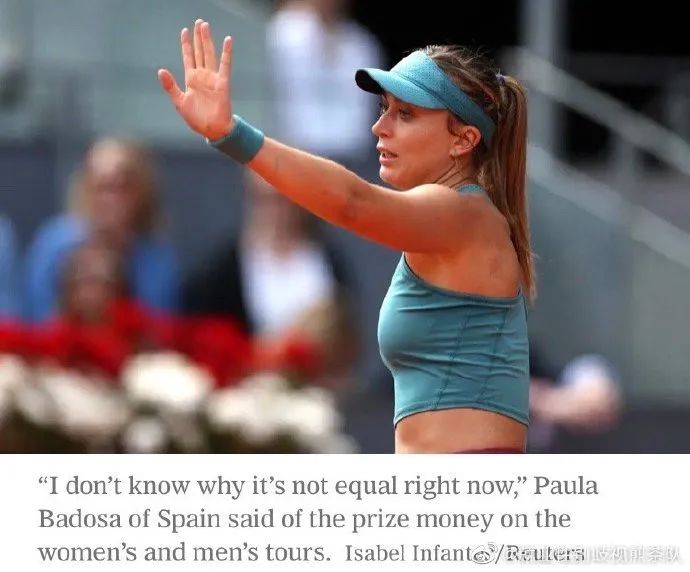 “I don’t know why it’s not equal right now,” Paula
Badosa of Spain said of the prize money on the
women’s and men’s tours. Isabel Infantes/Reuters